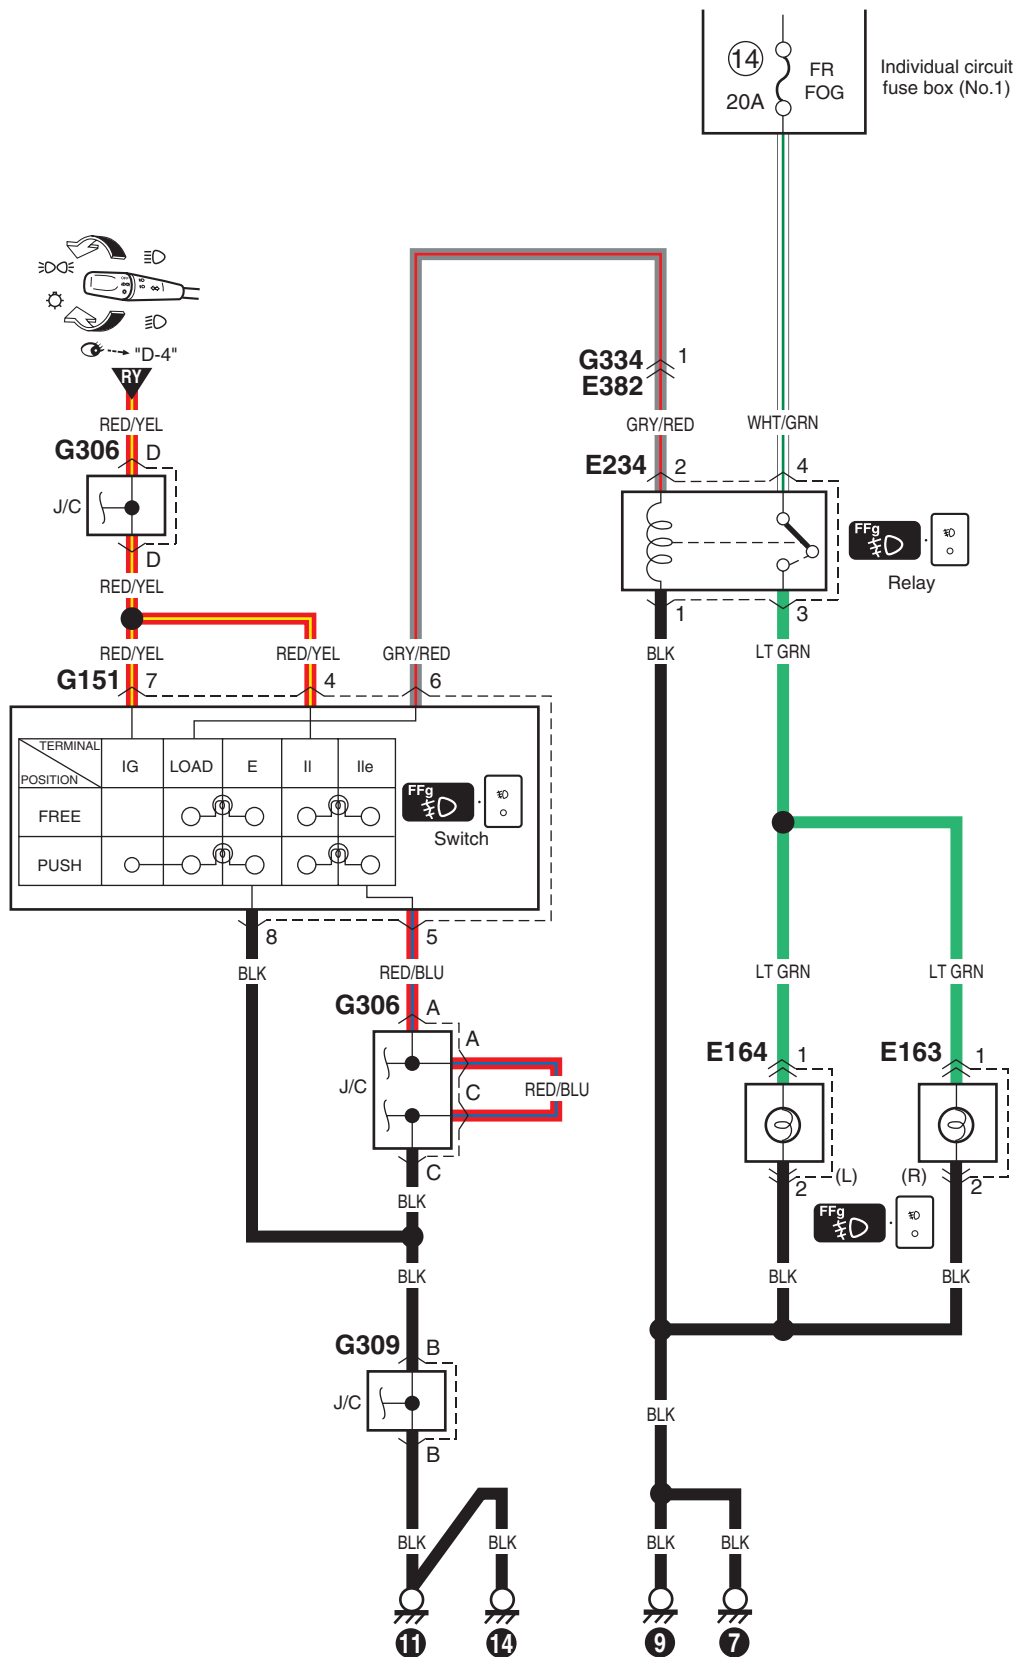 14
20A
FR
FOG
Individual circuit
fuse box (No.1)
"D-4"
RY
RED/YEL
G306 D
J/C
D
RED/YEL
RED/YEL
RED/YEL
GRY/RED
G151 7
4
6
G334 1
E382
GRY/RED
WHT/GRN
E234 2
4
FFg
Relay
1
3
BLK
LT GRN
TERMINAL
POSITION
IG
LOAD
E
II
IIe
FREE
PUSH
FFg
Switch
8
5
BLK
RED/BLU
G306 A
A
J/C
C
RED/BLU
C
BLK
BLK
G309 B
J/C
B
BLK
BLK
11
14
LT GRN
LT GRN
E164 1
E163 1
2
(L)
(R)
2
FFg
BLK
BLK
BLK
BLK
BLK
9
7